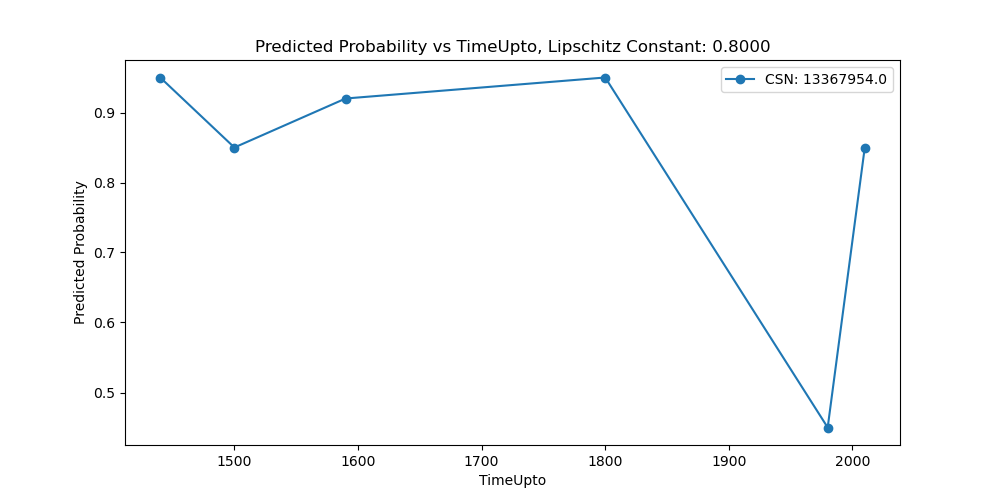 Predicted Probability vs TimeUpto, Lipschitz Constant: 0.8000
CSN: 13367954.0
Predicted Probability
0.9
0.8
0.7
0.6
0.5
1500 1600 1700 1800 1900 2000
TimeUpto